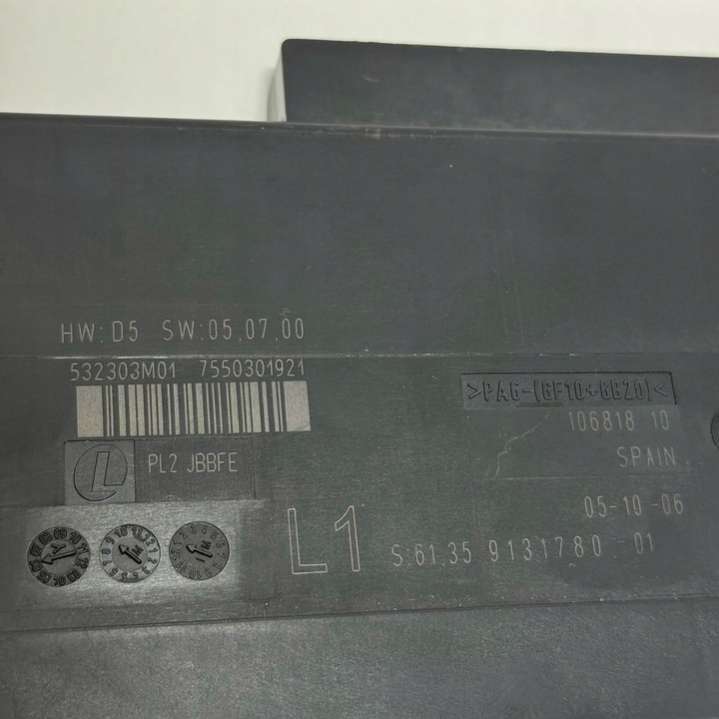 HW: D5 SW:05,07,00
532303M01 7550301921
>PA6-(GF10+GB20)<
106818 10
PL2 JBBFE
SPAIN
05-10-06
L1
S:61,35 9131780 01